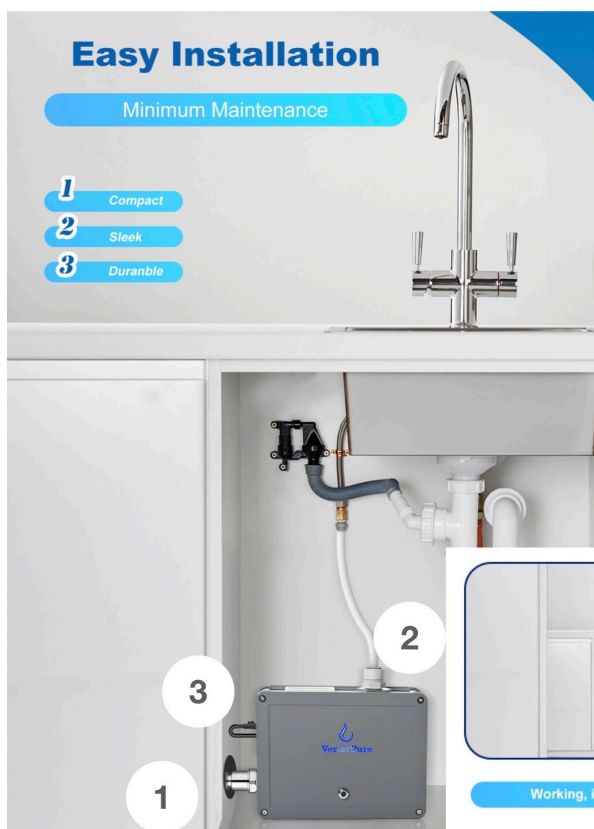 Easy Installation
Minimum Maintenance
1 Compact
2 Sleek
3 Duranble
2
3
VersaPure
1
Working, i